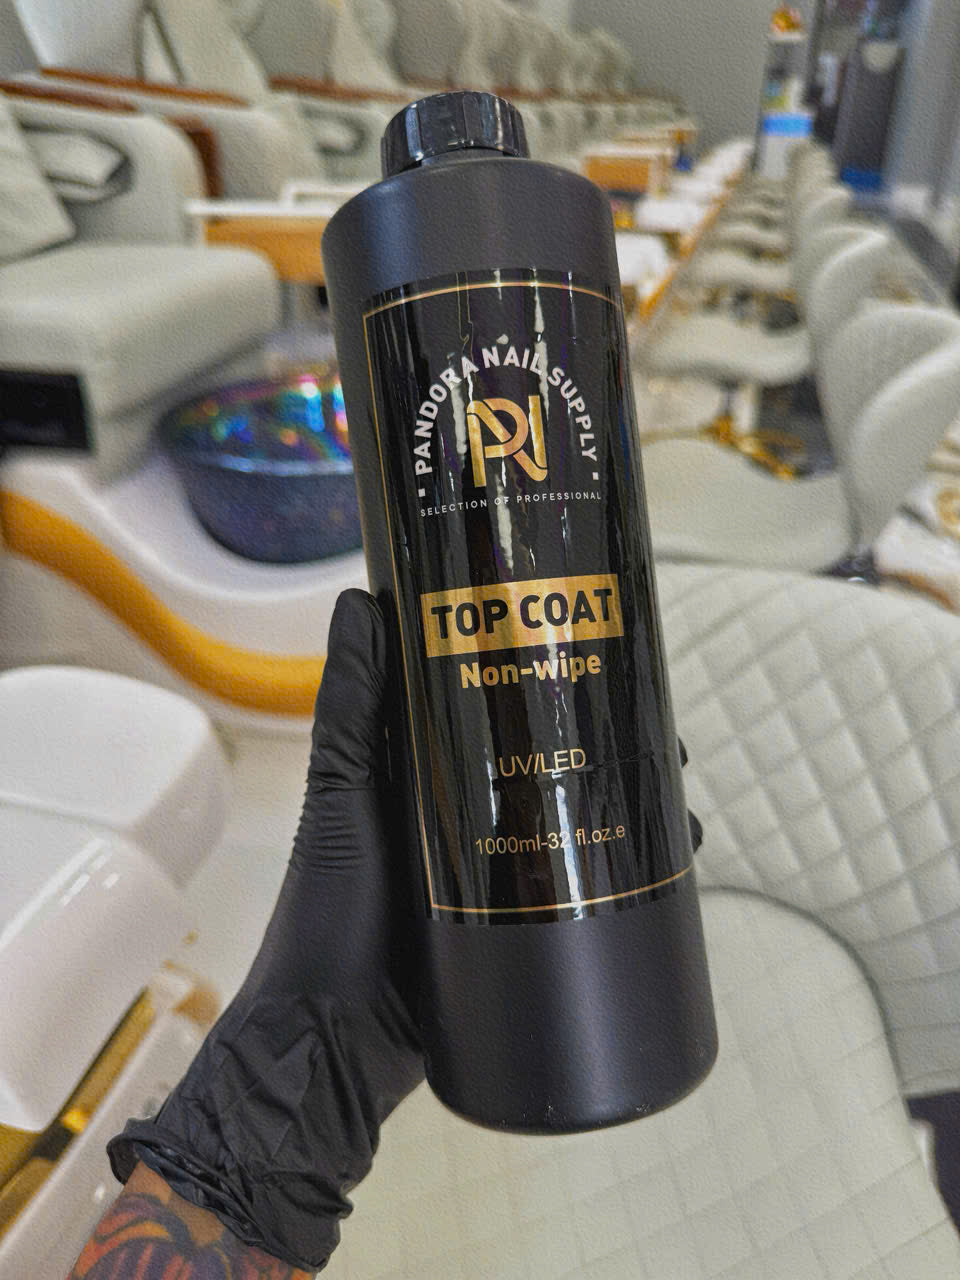 PANDORA NAIL SUPPLY
PN
SELECTION OF PROFESSIONAL
TOP COAT
Non-wipe
UV/LED
1000ml-32 fl.oz.e